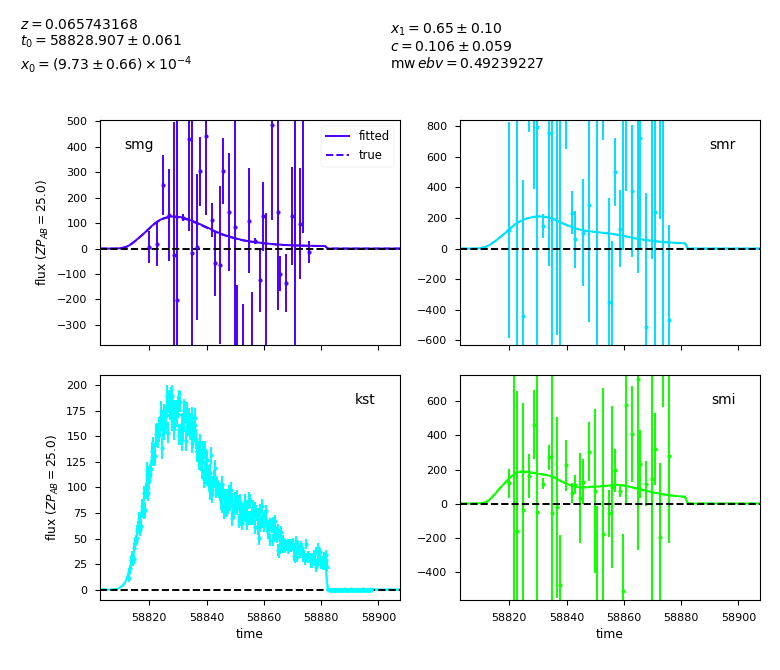 z = 0.065743168
t₀ = 58828.907 ± 0.061
x₀ = (9.73 ± 0.66) × 10⁻⁴
x₁ = 0.65 ± 0.10
c = 0.106 ± 0.059
mw ebv = 0.49239227
500
400
300
200
100
0
−100
−200
−300
flux (ZP_AB = 25.0)
smg
fitted
true
800
600
400
200
0
−200
−400
−600
smr
200
175
150
125
100
75
50
25
0
flux (ZP_AB = 25.0)
kst
58820
58840
58860
58880
58900
time
600
400
200
0
−200
−400
smi
58820
58840
58860
58880
58900
time